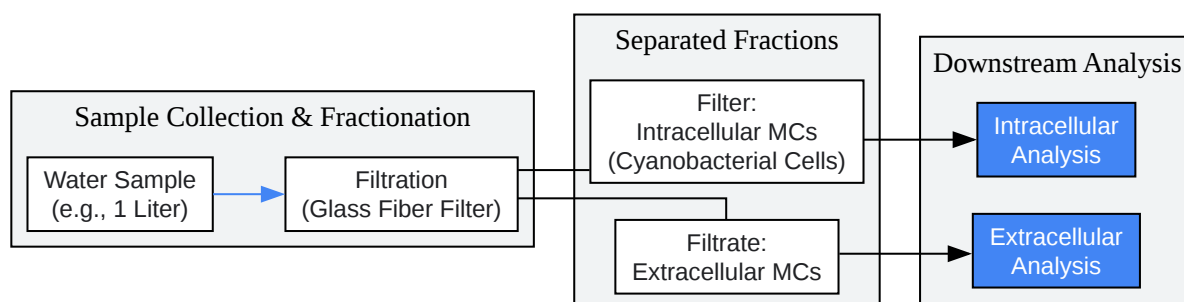 Sample Collection & Fractionation
Water Sample
(e.g., 1 Liter)
Filtration
(Glass Fiber Filter)
Separated Fractions
Filter:
Intracellular MCs
(Cyanobacterial Cells)
Filtrate:
Extracellular MCs
Downstream Analysis
Intracellular
Analysis
Extracellular
Analysis